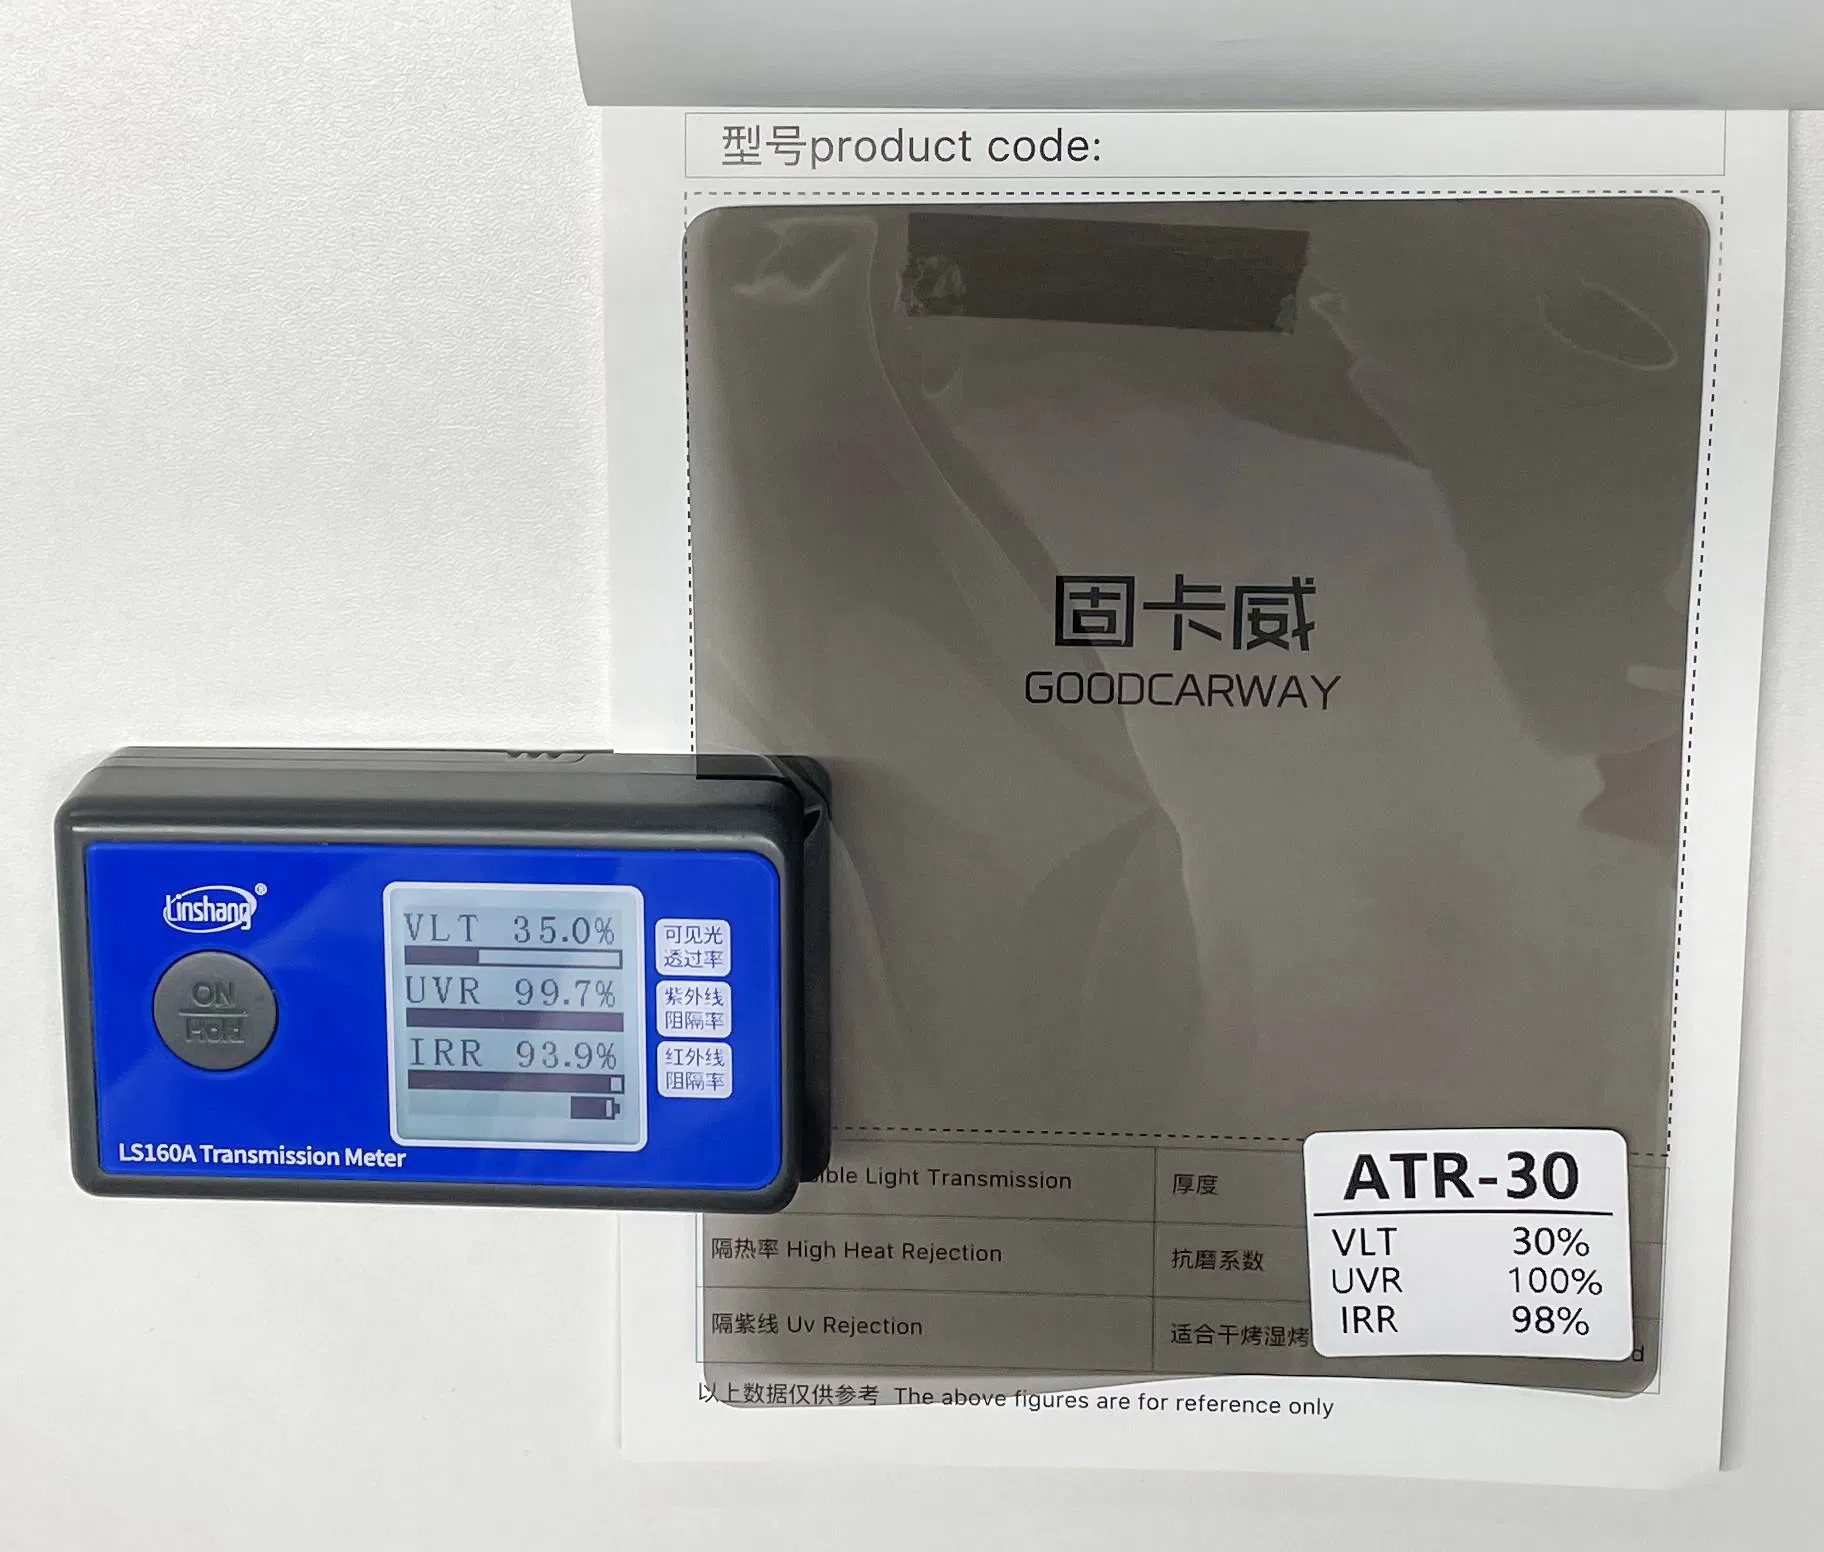 型号product code:
固卡威
GOODCARWAY
Linshang®
ON
Hold
VLT 35.0%
UVR 99.7%
IRR 93.9%
可见光
透过率
紫外线
阻隔率
红外线
阻隔率
LS160A Transmission Meter
Light Transmission
厚度
隔热率 High Heat Rejection
抗磨系数
隔紫线 Uv Rejection
适合干烤湿烤
ATR-30
VLT 30%
UVR 100%
IRR 98%
以上数据仅供参考 The above figures are for reference only